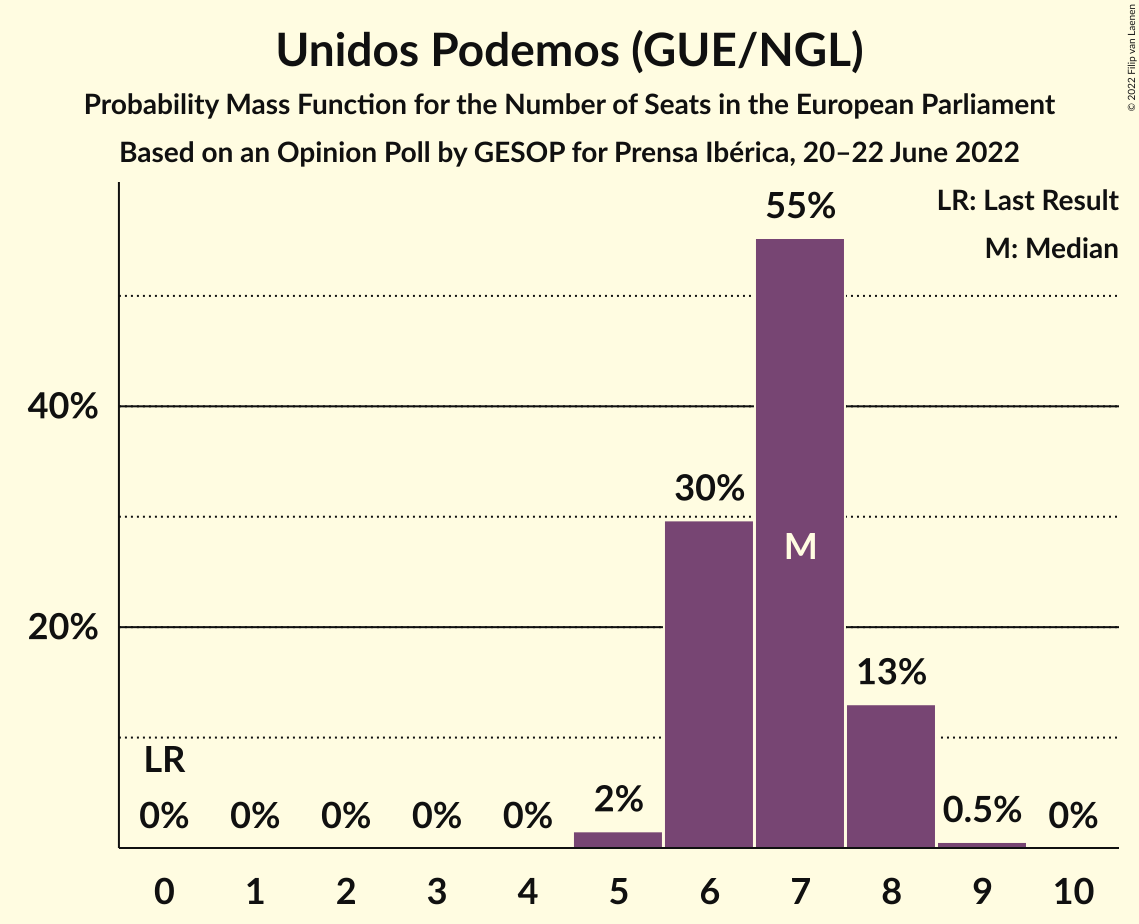 Unidos Podemos (GUE/NGL)
Probability Mass Function for the Number of Seats in the European Parliament
Based on an Opinion Poll by GESOP for Prensa Ibérica, 20–22 June 2022
© 2022 Filip van Laenen
LR: Last Result
M: Median
55%
40%
30%
M
20%
13%
LR
0% 0% 0% 0% 0% 2% 0.5% 0%
0 1 2 3 4 5 6 7 8 9 10